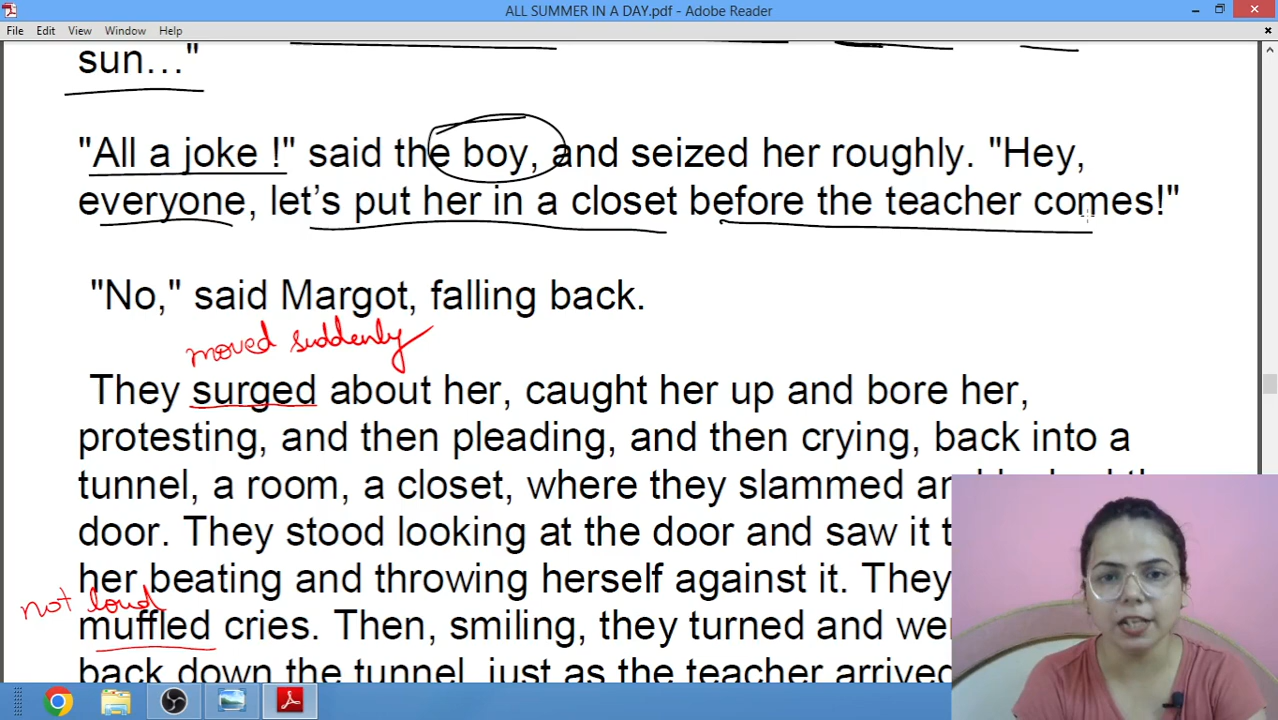 ALL SUMMER IN A DAY.pdf - Adobe Reader
File Edit View Window Help
sun…"
"All a joke !" said the boy, and seized her roughly. "Hey,
everyone, let’s put her in a closet before the teacher comes!"
"No," said Margot, falling back.
moved suddenly
They surged about her, caught her up and bore her,
protesting, and then pleading, and then crying, back into a
tunnel, a room, a closet, where they slammed
door. They stood looking at the door and saw it
her beating and throwing herself against it. They
not loud
muffled cries. Then, smiling, they turned and
back down the tunnel, just as the teacher arrived